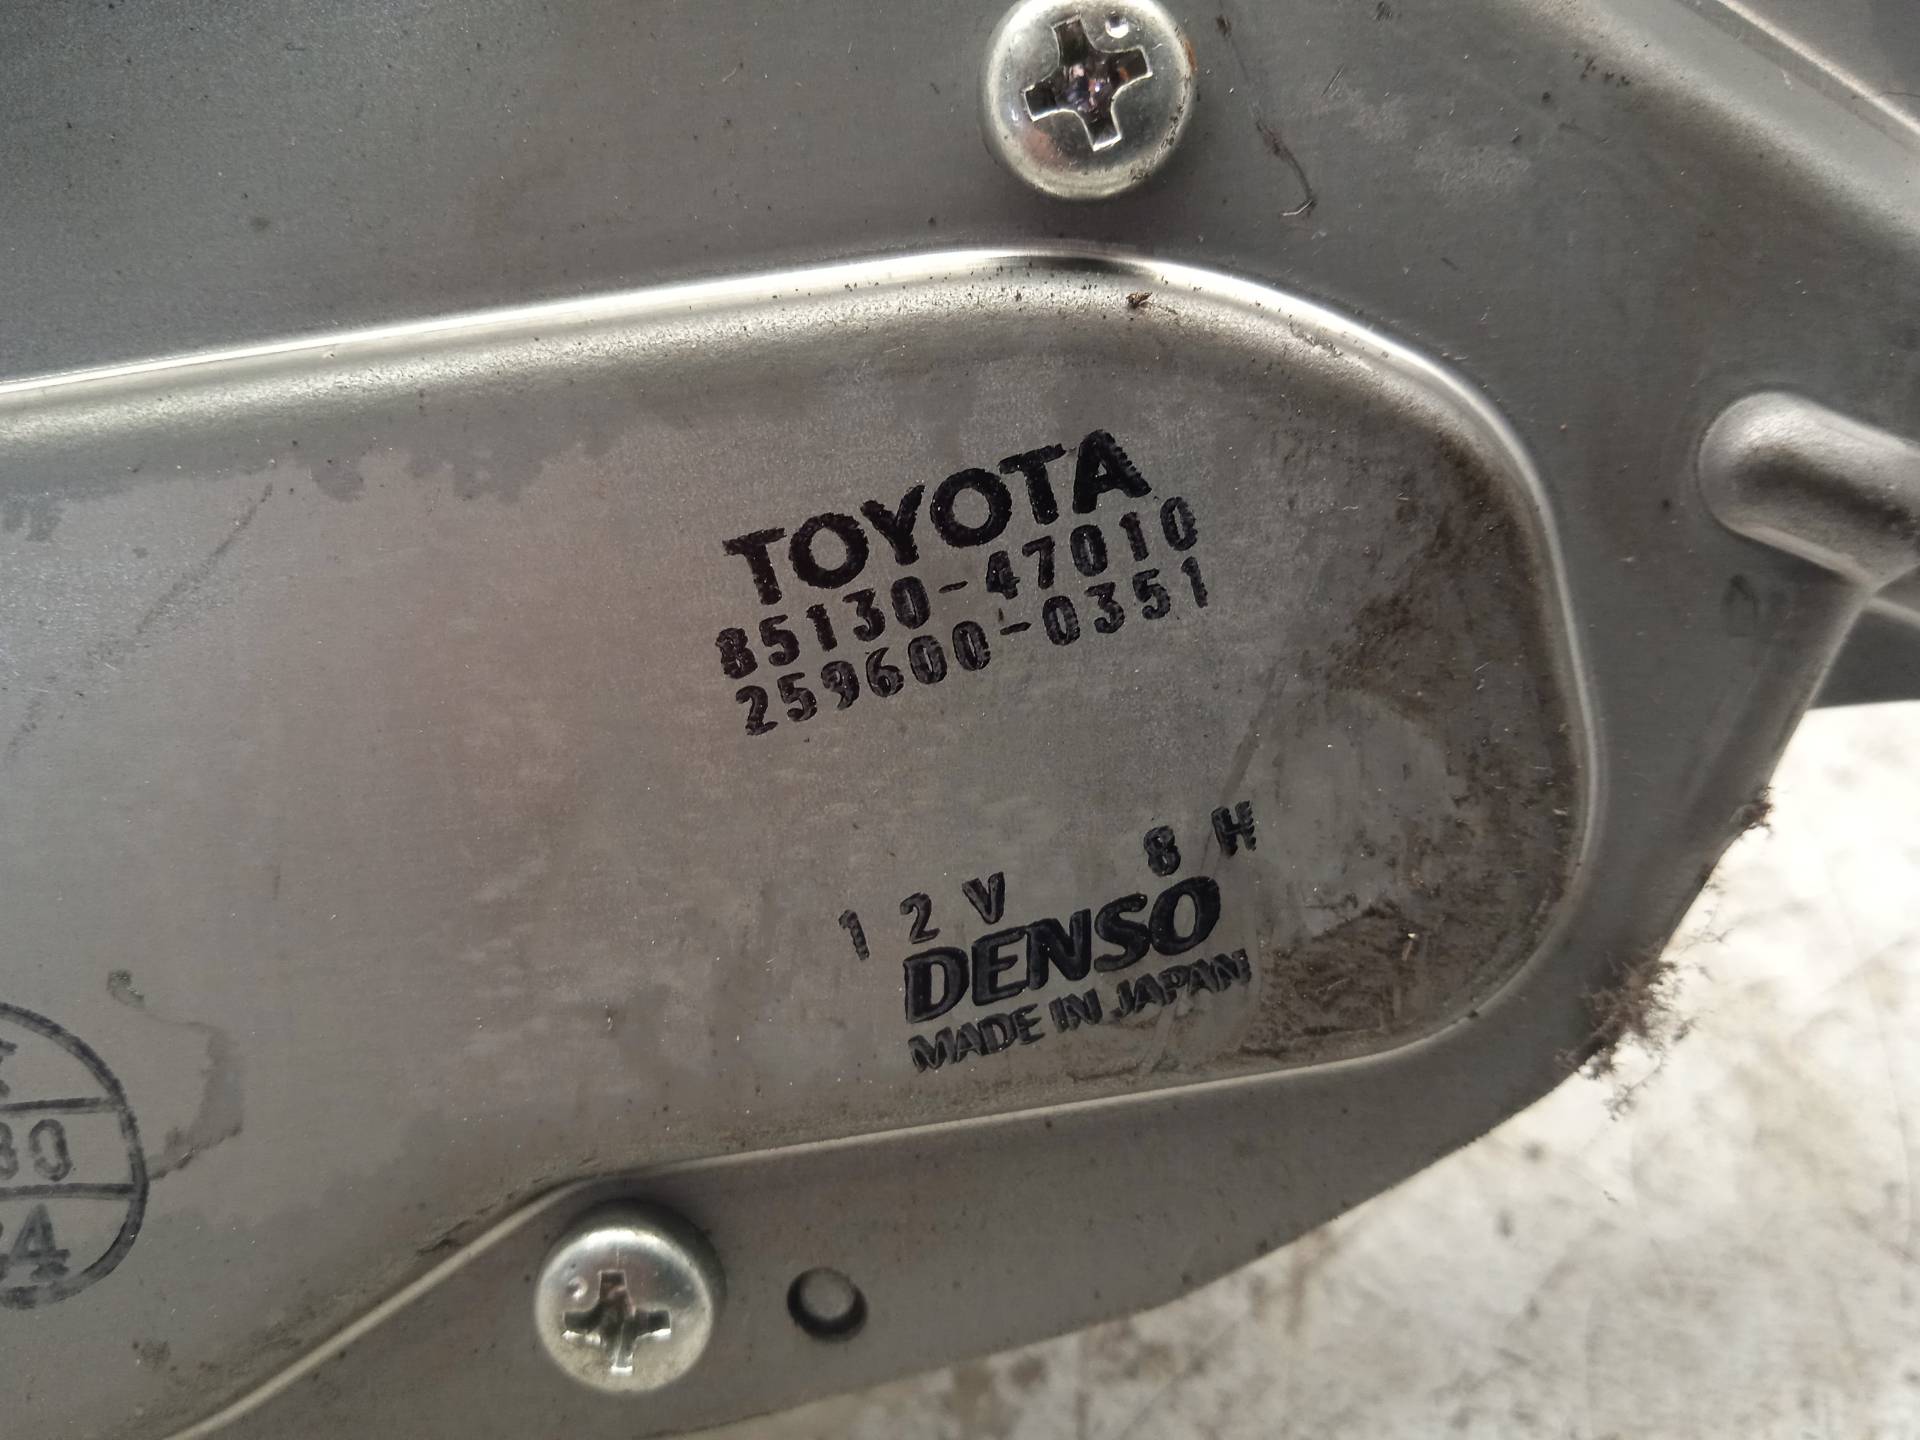 TOYOTA
85130-47010
259600-0351
12V 8H
DENSO
MADE IN JAPAN